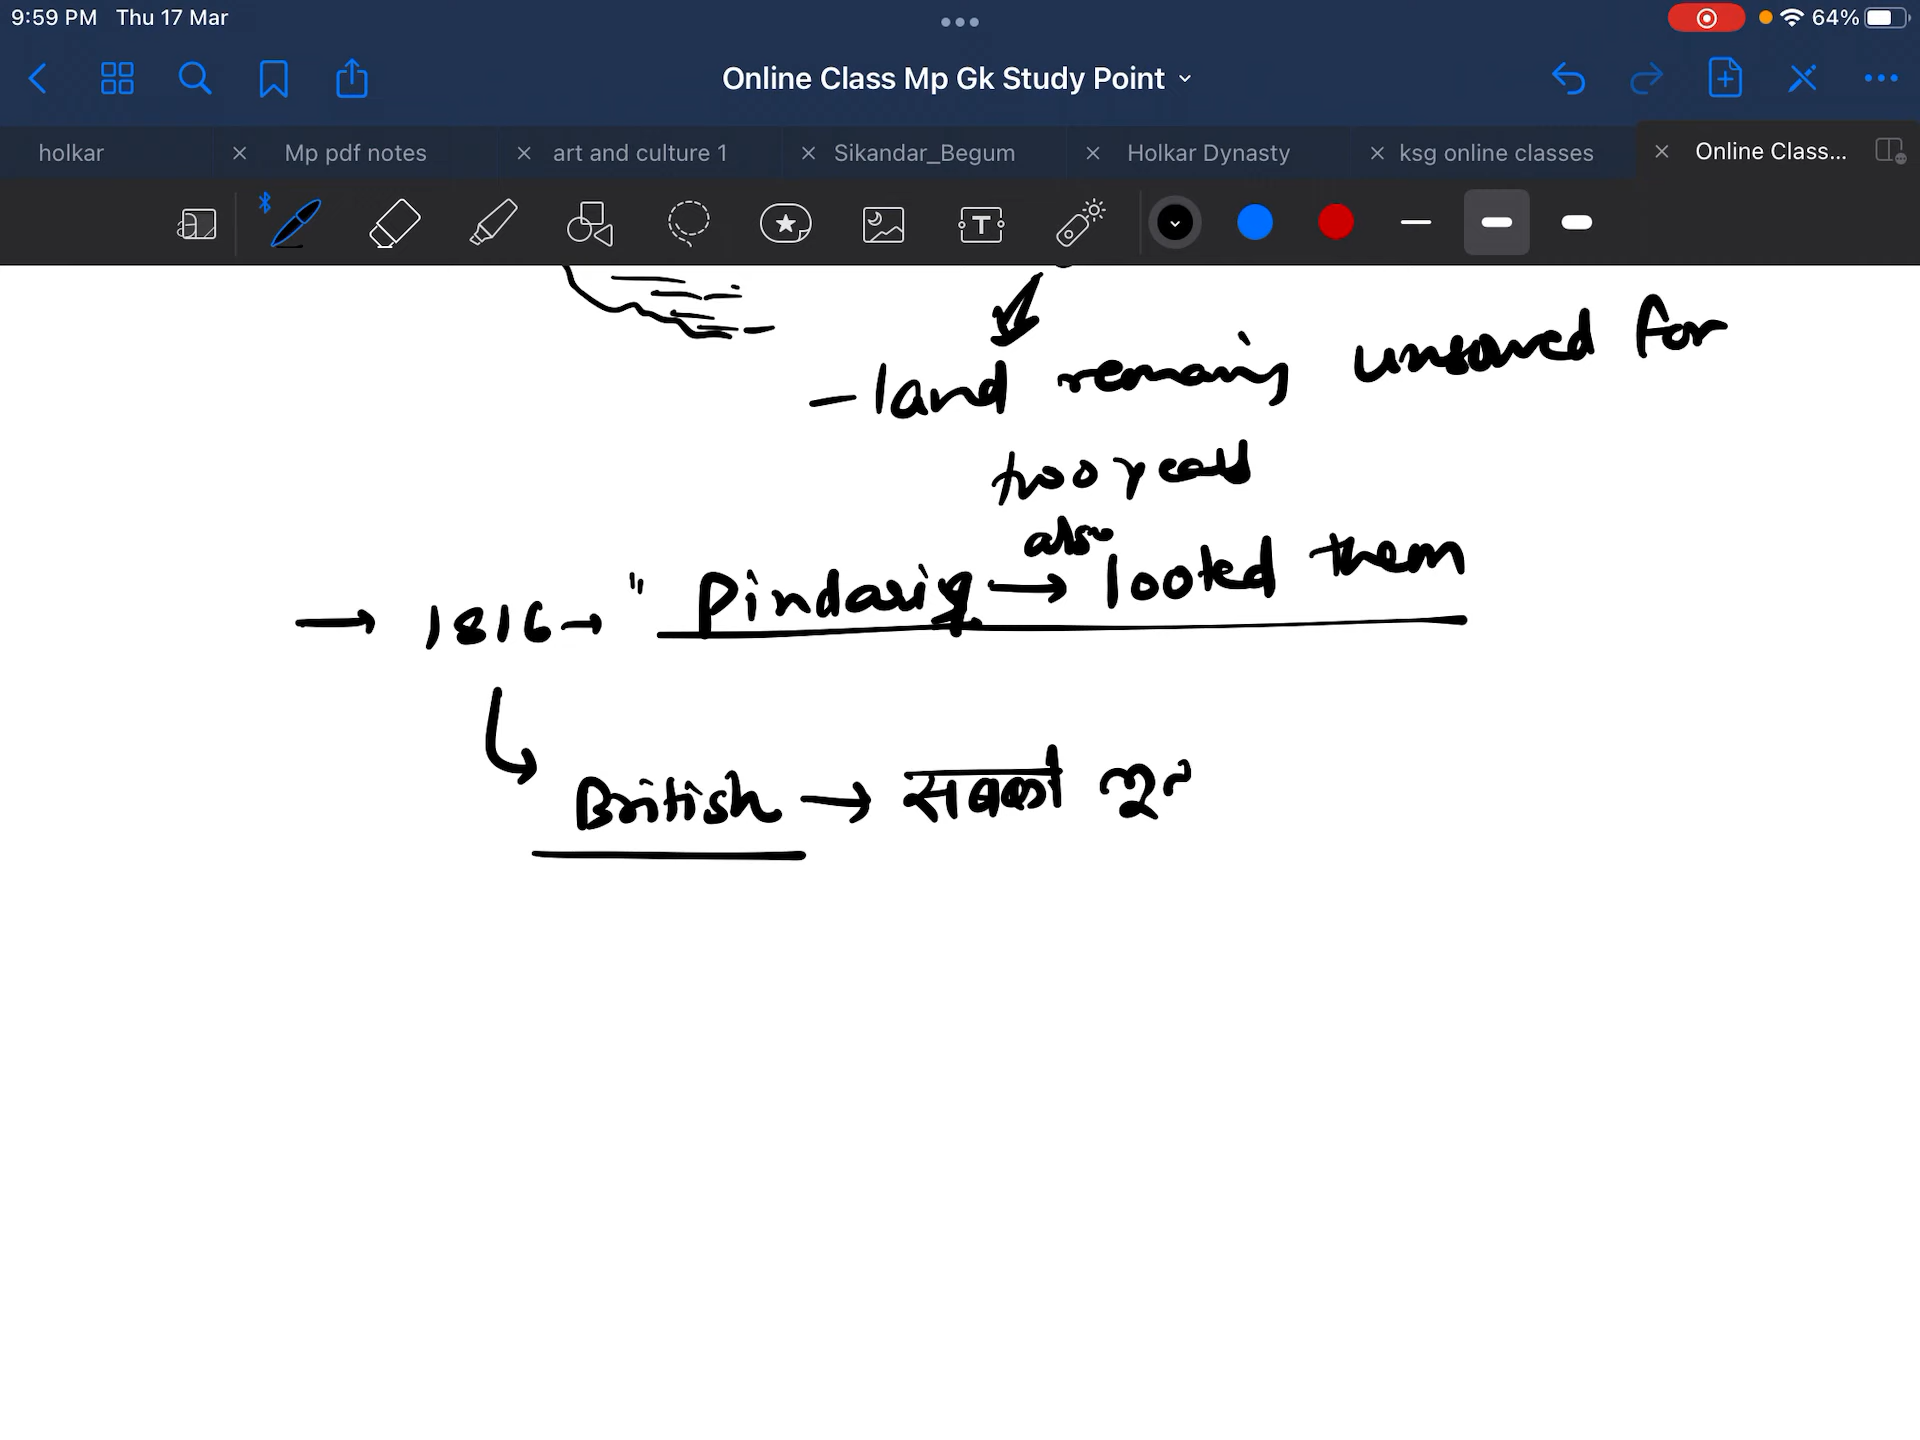 9:59 PM Thu 17 Mar 64%
Online Class Mp Gk Study Point
holkar Mp pdf notes art and culture 1 Sikandar_Begum Holkar Dynasty ksg online classes Online Class...
- land remains unsowed for
two years
also
→ 1816 → " Pindaris → looted them
British → सबको